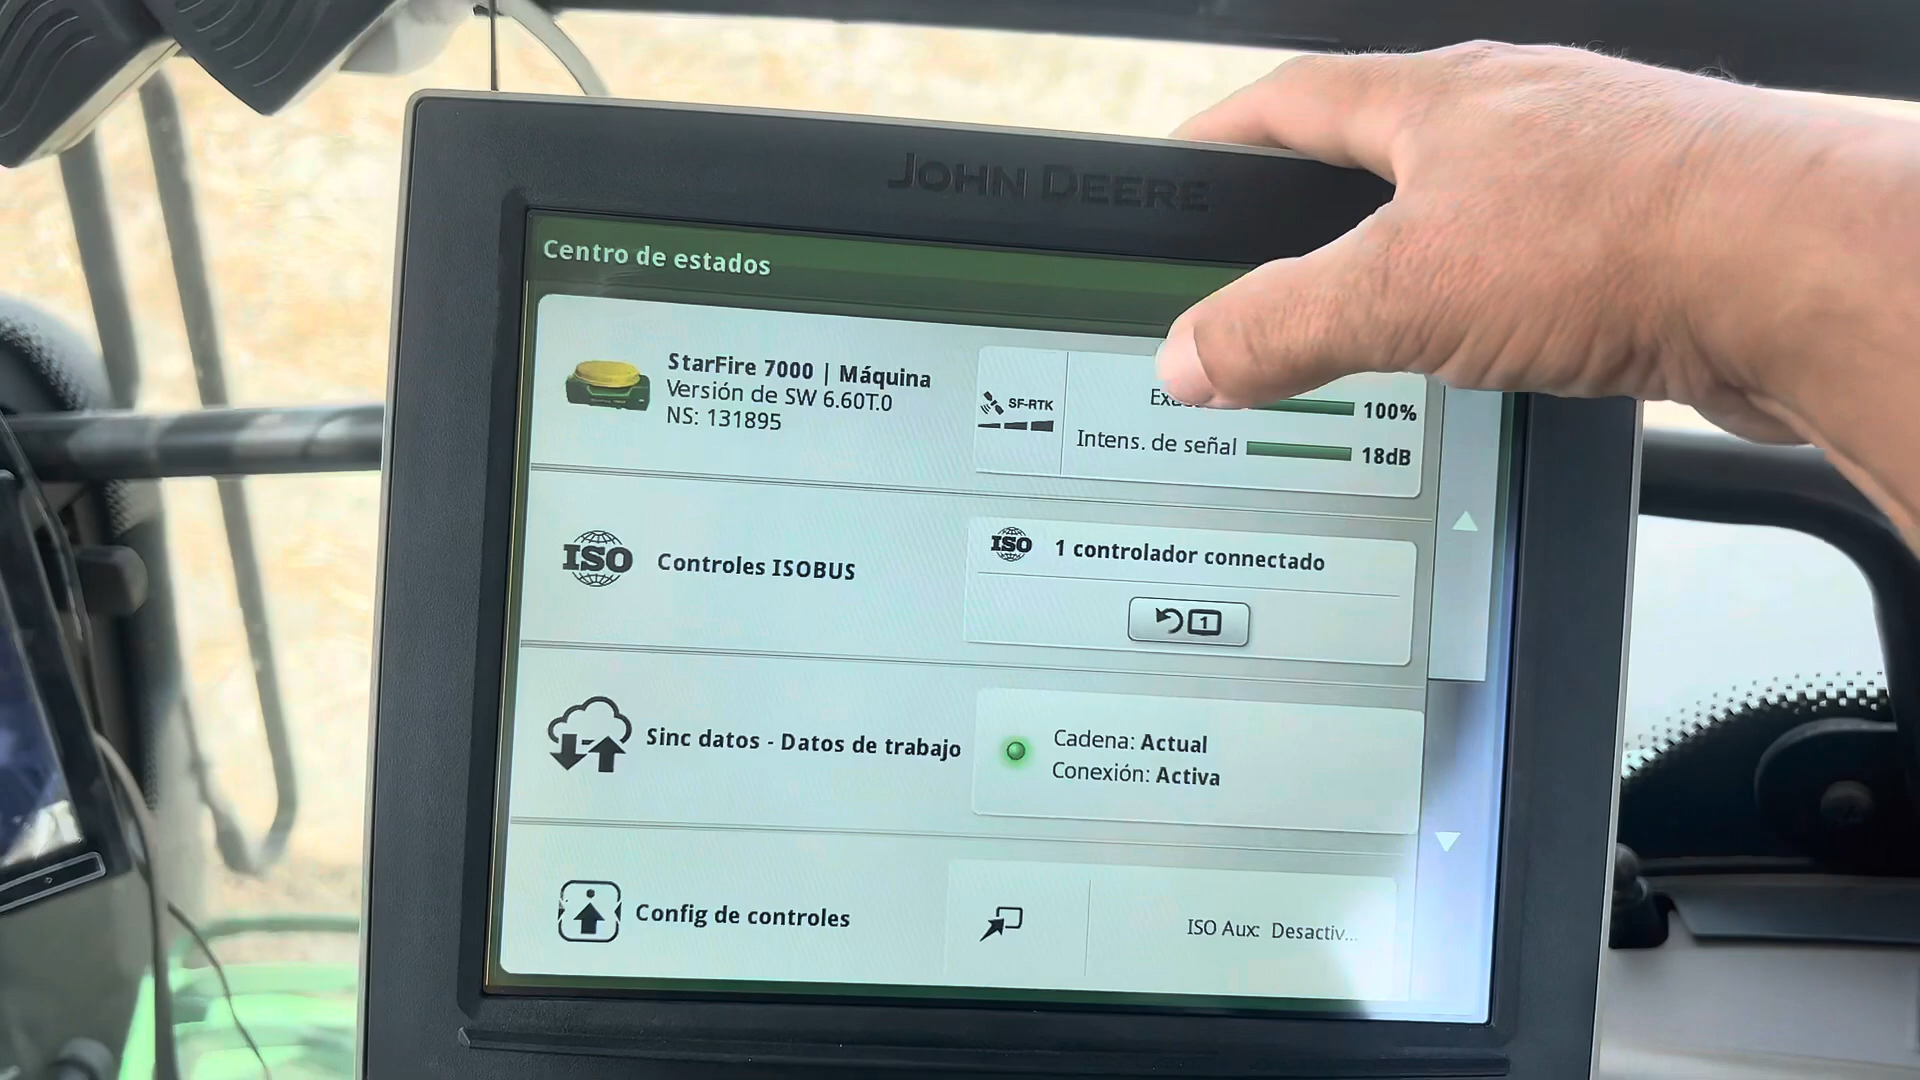 JOHN DEERE
Centro de estados
StarFire 7000 | Máquina
Versión de SW 6.60T.0
NS: 131895
SF-RTK
100%
Intens. de señal 18dB
ISO
Controles ISOBUS
ISO
1 controlador connectado
1
Sinc datos - Datos de trabajo
Cadena: Actual
Conexión: Activa
Config de controles
ISO Aux: Desactiv...